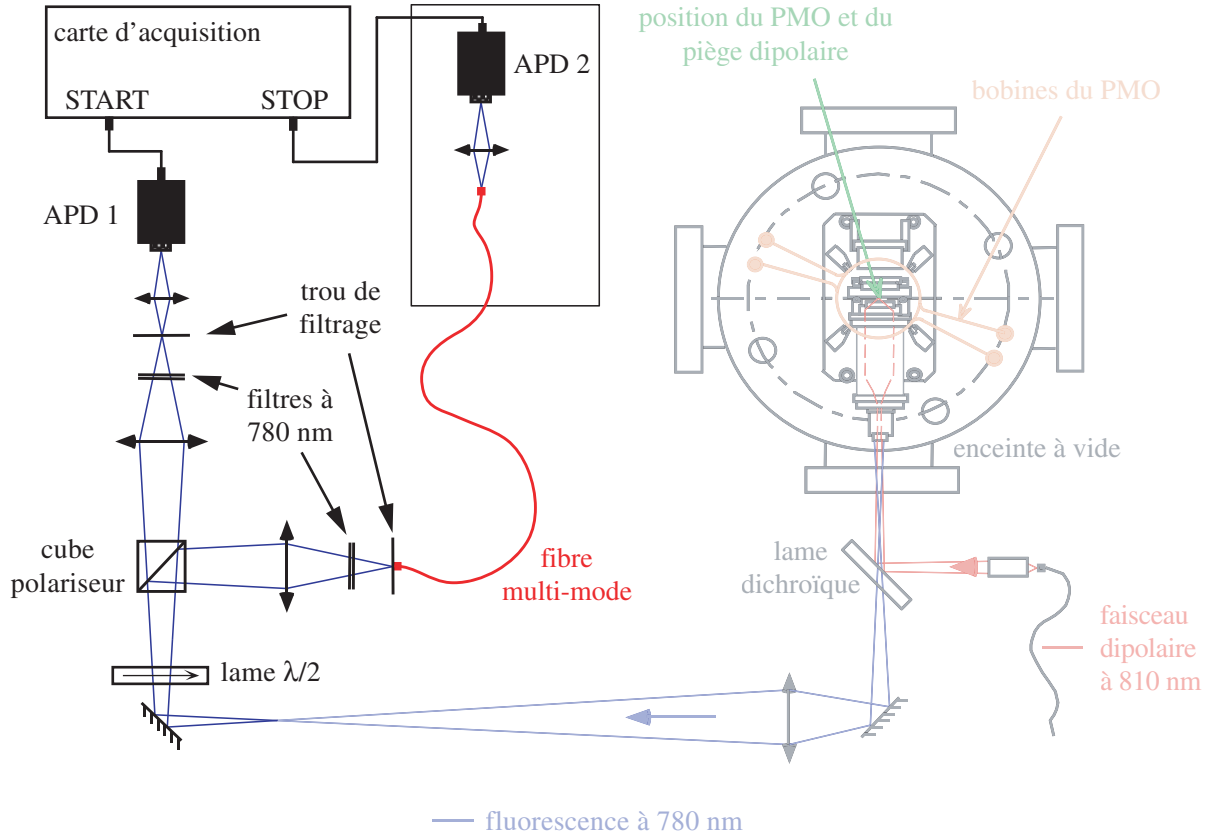 carte d’acquisition
START
STOP
APD 2
APD 1
position du PMO et du
piège dipolaire
bobines du PMO
trou de
filtrage
filtres à
780 nm
enceinte à vide
cube
polariseur
fibre
multi-mode
lame
dichroïque
faisceau
dipolaire
à 810 nm
lame λ/2
fluorescence à 780 nm